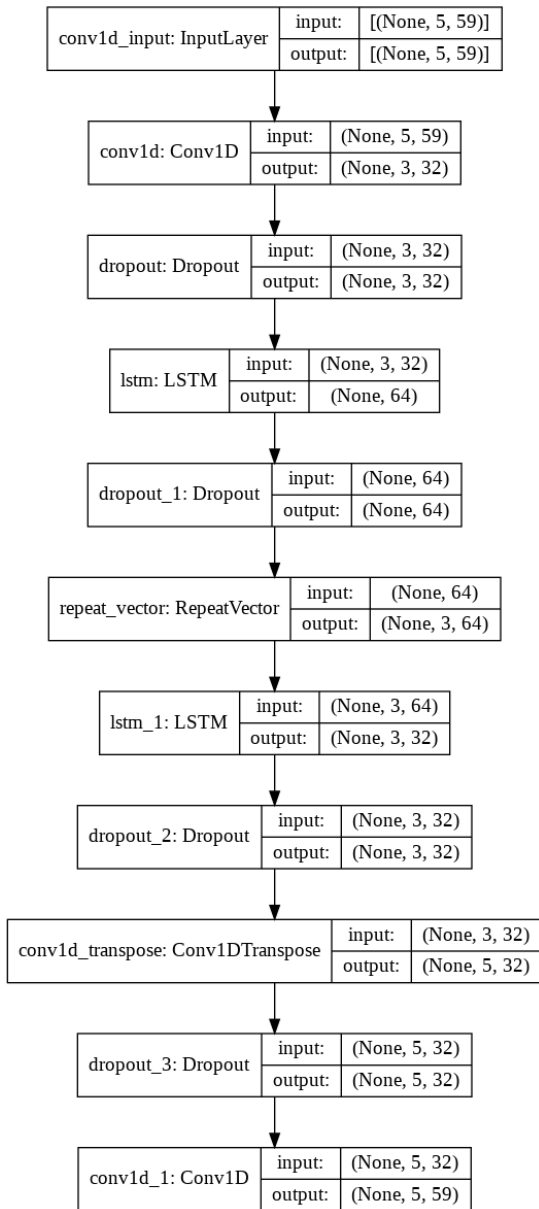 conv1d_input: InputLayer
input:
[(None, 5, 59)]
output:
[(None, 5, 59)]
conv1d: Conv1D
input:
(None, 5, 59)
output:
(None, 3, 32)
dropout: Dropout
input:
(None, 3, 32)
output:
(None, 3, 32)
lstm: LSTM
input:
(None, 3, 32)
output:
(None, 64)
dropout_1: Dropout
input:
(None, 64)
output:
(None, 64)
repeat_vector: RepeatVector
input:
(None, 64)
output:
(None, 3, 64)
lstm_1: LSTM
input:
(None, 3, 64)
output:
(None, 3, 32)
dropout_2: Dropout
input:
(None, 3, 32)
output:
(None, 3, 32)
conv1d_transpose: Conv1DTranspose
input:
(None, 3, 32)
output:
(None, 5, 32)
dropout_3: Dropout
input:
(None, 5, 32)
output:
(None, 5, 32)
conv1d_1: Conv1D
input:
(None, 5, 32)
output:
(None, 5, 59)